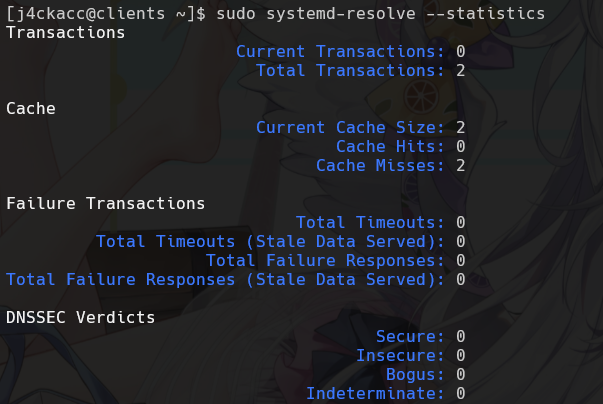 [j4ckacc@clients ~]$ sudo systemd-resolve --statistics
Transactions
Current Transactions: 0
Total Transactions: 2
Cache
Current Cache Size: 2
Cache Hits: 0
Cache Misses: 2
Failure Transactions
Total Timeouts: 0
Total Timeouts (Stale Data Served): 0
Total Failure Responses: 0
Total Failure Responses (Stale Data Served): 0
DNSSEC Verdicts
Secure: 0
Insecure: 0
Bogus: 0
Indeterminate: 0